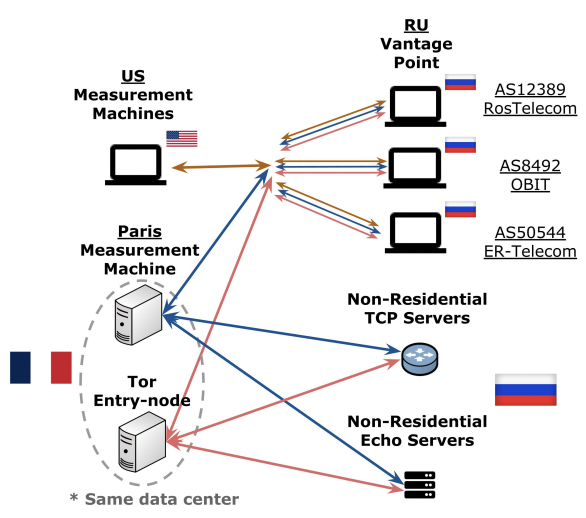 RU
Vantage
Point
US
Measurement
Machines
AS12389
RosTelecom
AS8492
OBIT
AS50544
ER-Telecom
Paris
Measurement
Machine
Non-Residential
TCP Servers
Tor
Entry-node
Non-Residential
Echo Servers
* Same data center